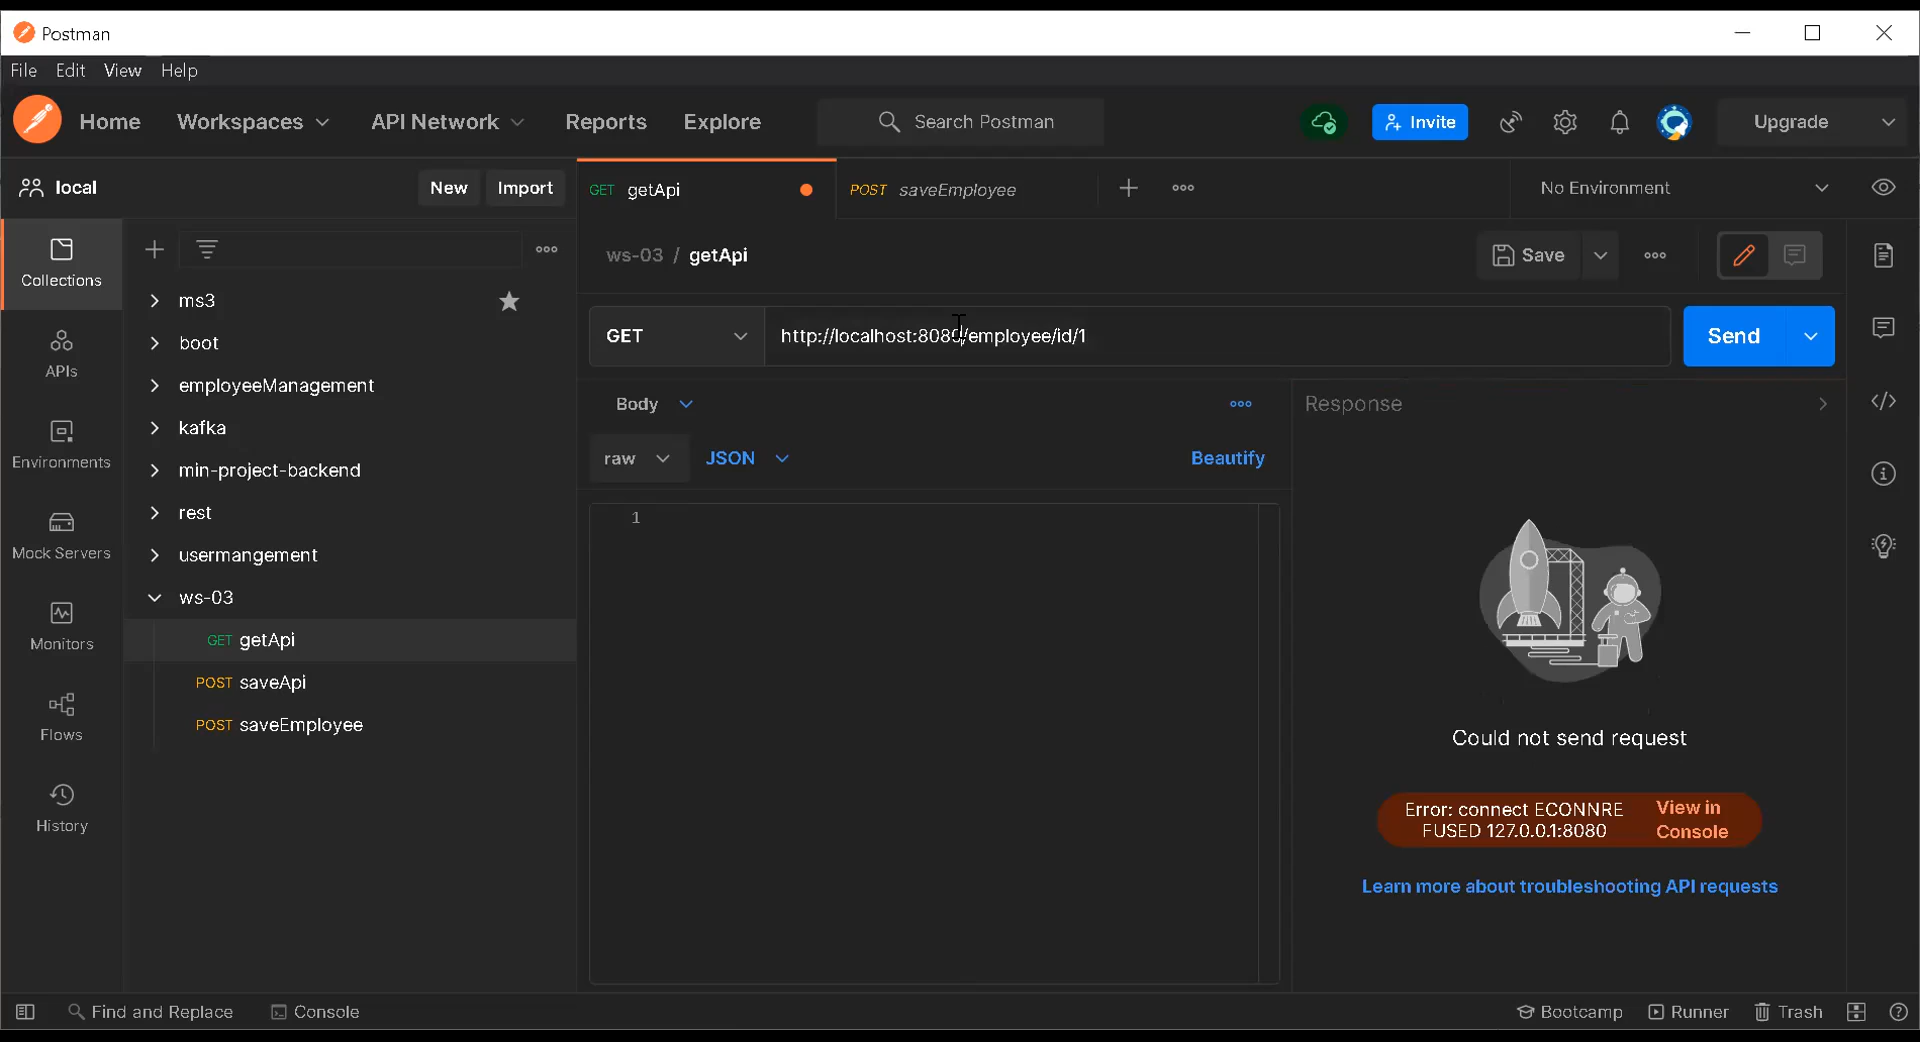 Postman
File Edit View Help
Home Workspaces API Network Reports Explore Search Postman Invite Upgrade
local New Import GET getApi POST saveEmployee No Environment
ws-03 / getApi Save
Collections
APIs
Environments
Mock Servers
Monitors
Flows
History
ms3
boot
employeeManagement
kafka
min-project-backend
rest
usermangement
ws-03
GET getApi
POST saveApi
POST saveEmployee
GET http://localhost:8080/employee/id/1 Send
Body
raw JSON Beautify
1
Response
Could not send request
Error: connect ECONNRE
FUSED 127.0.0.1:8080
View in
Console
Learn more about troubleshooting API requests
Find and Replace Console Bootcamp Runner Trash